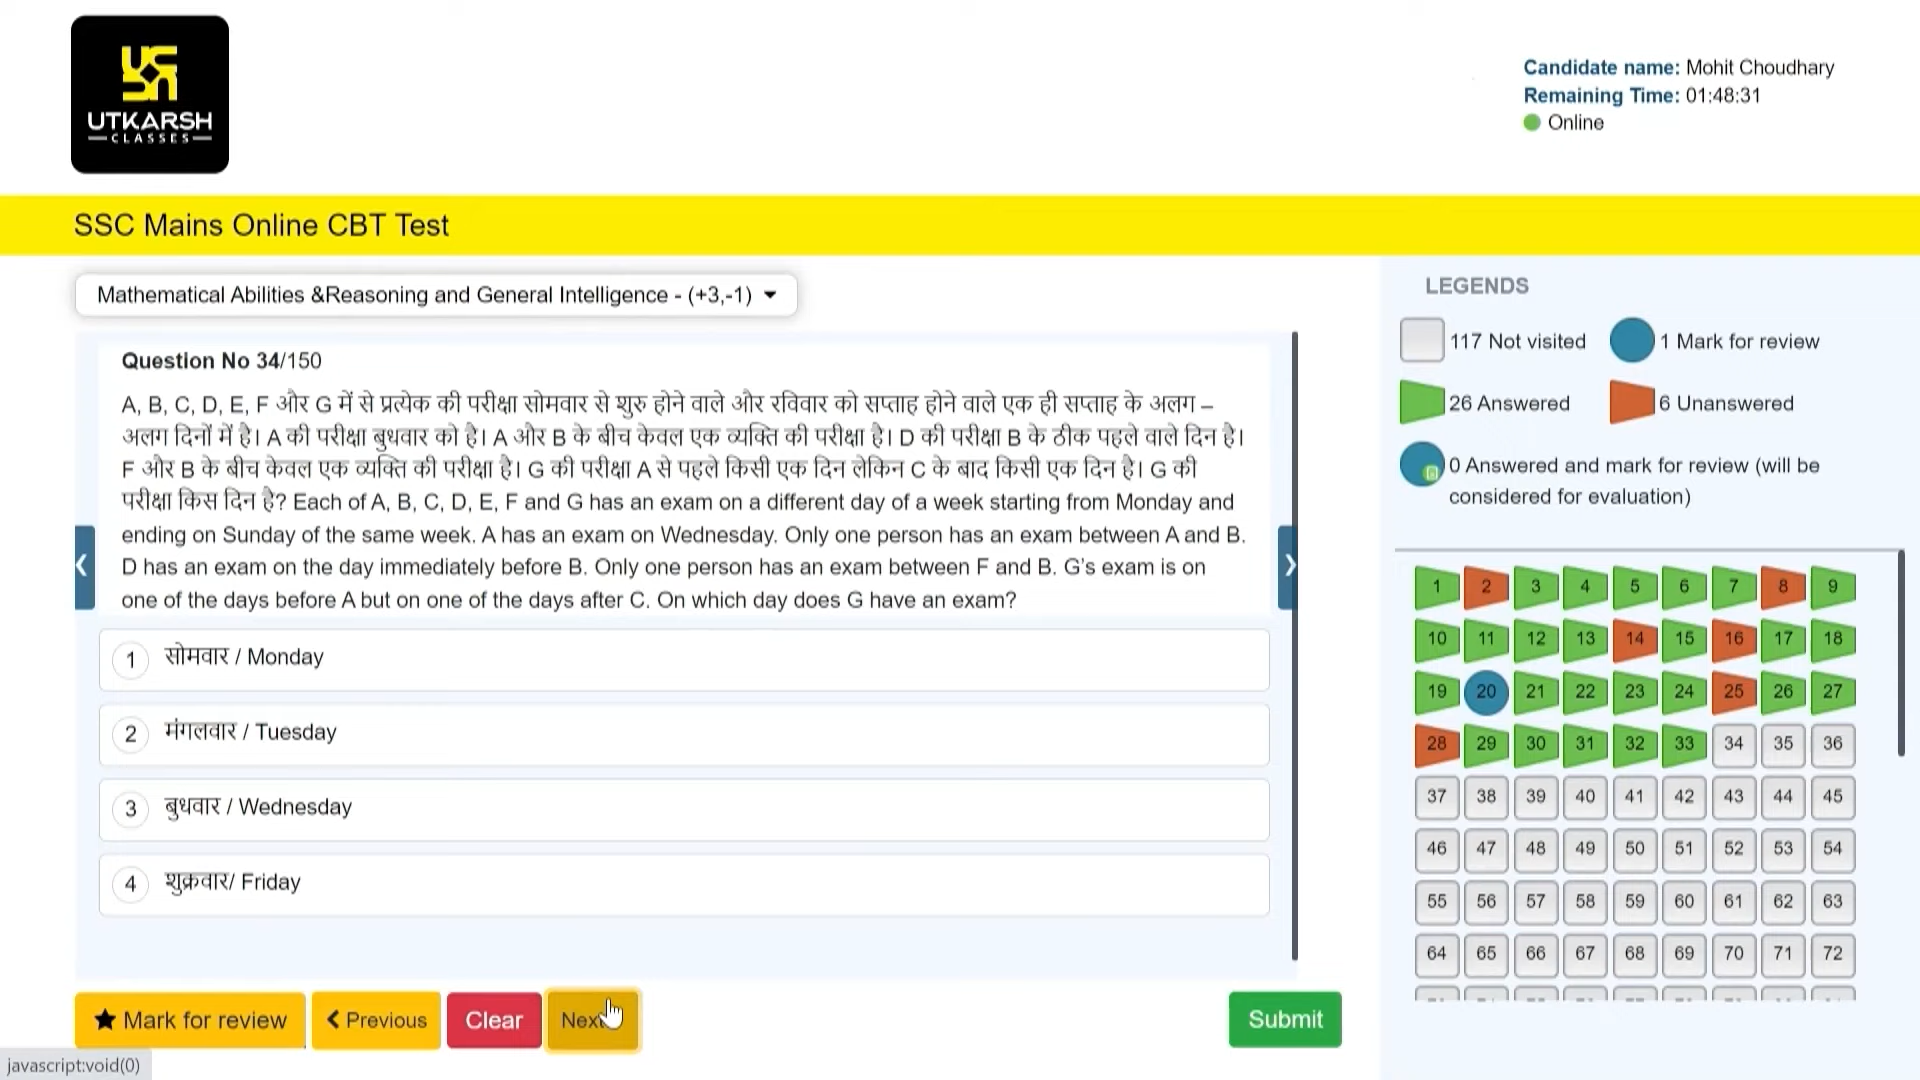 UTKARSH
CLASSES
Candidate name: Mohit Choudhary
Remaining Time: 01:48:31
Online
SSC Mains Online CBT Test
Mathematical Abilities &Reasoning and General Intelligence - (+3,-1)
Question No 34/150
A, B, C, D, E, F और G में से प्रत्येक की परीक्षा सोमवार से शुरु होने वाले और रविवार को सप्ताह होने वाले एक ही सप्ताह के अलग –
अलग दिनों में है। A की परीक्षा बुधवार को है। A और B के बीच केवल एक व्यक्ति की परीक्षा है। D की परीक्षा B के ठीक पहले वाले दिन है।
F और B के बीच केवल एक व्यक्ति की परीक्षा है। G की परीक्षा A से पहले किसी एक दिन लेकिन C के बाद किसी एक दिन है। G की
परीक्षा किस दिन है? Each of A, B, C, D, E, F and G has an exam on a different day of a week starting from Monday and
ending on Sunday of the same week. A has an exam on Wednesday. Only one person has an exam between A and B.
D has an exam on the day immediately before B. Only one person has an exam between F and B. G’s exam is on
one of the days before A but on one of the days after C. On which day does G have an exam?
1 सोमवार / Monday
2 मंगलवार / Tuesday
3 बुधवार / Wednesday
4 शुक्रवार/ Friday
Mark for review
Previous
Clear
Next
Submit
javascript:void(0)
LEGENDS
117 Not visited
1 Mark for review
26 Answered
6 Unanswered
0 Answered and mark for review (will be
considered for evaluation)
1 2 3 4 5 6 7 8 9
10 11 12 13 14 15 16 17 18
19 20 21 22 23 24 25 26 27
28 29 30 31 32 33 34 35 36
37 38 39 40 41 42 43 44 45
46 47 48 49 50 51 52 53 54
55 56 57 58 59 60 61 62 63
64 65 66 67 68 69 70 71 72